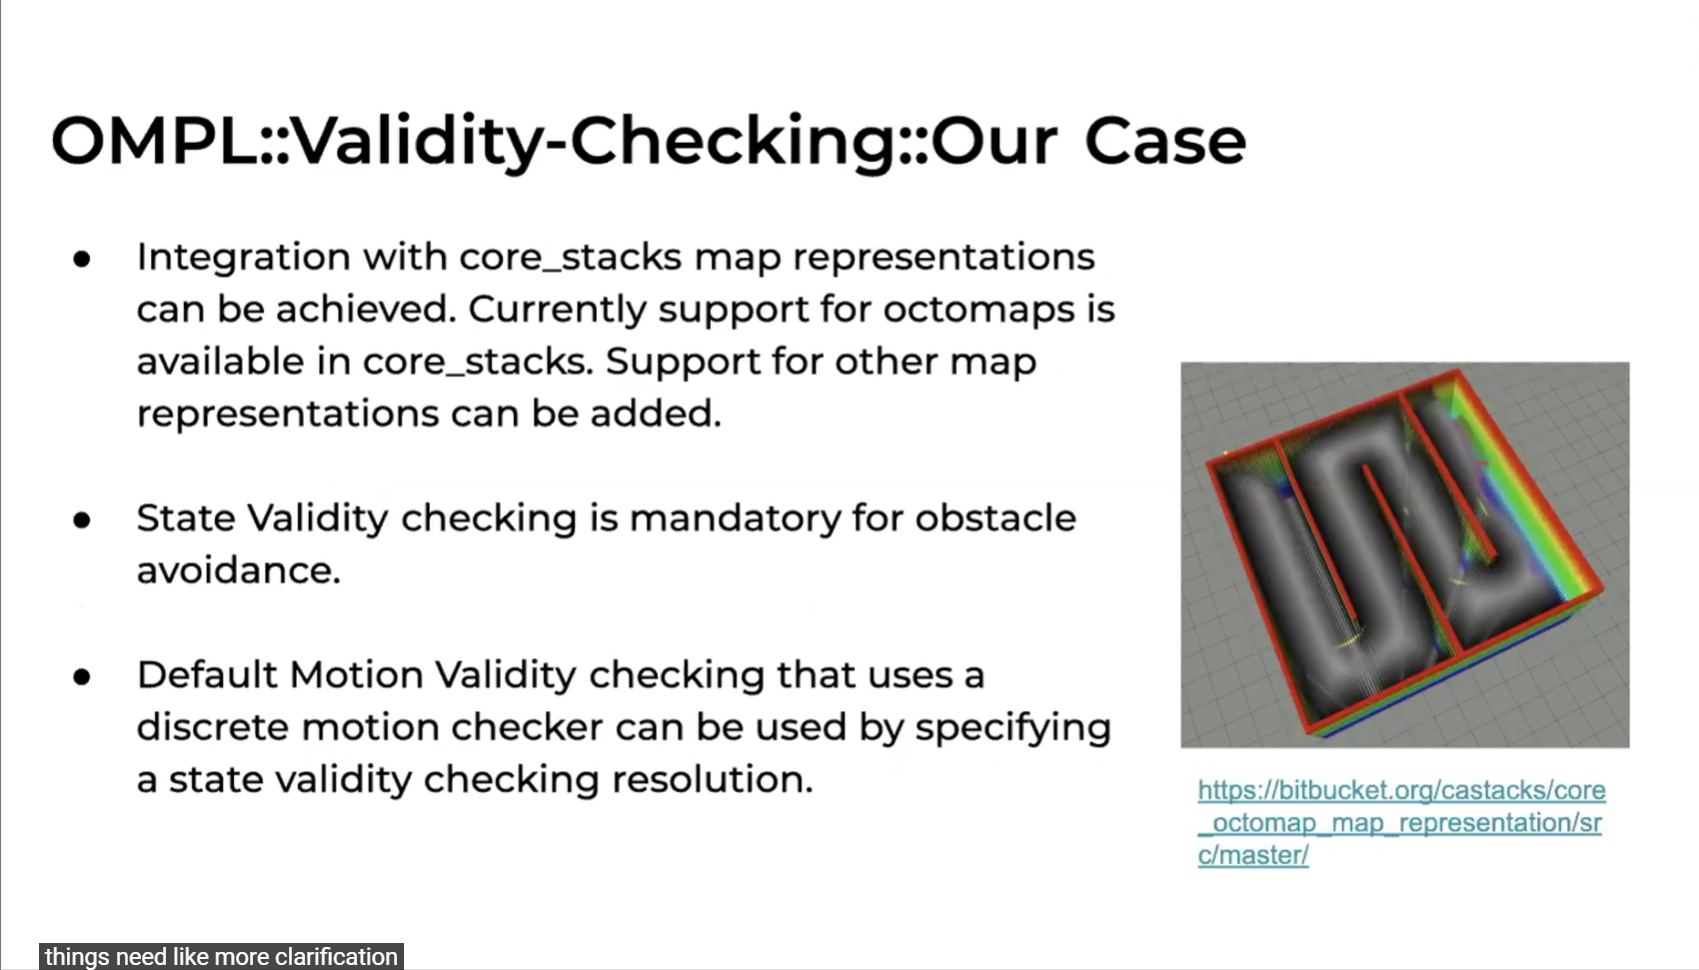 OMPL::Validity-Checking::Our Case
● Integration with core_stacks map representations
can be achieved. Currently support for octomaps is
available in core_stacks. Support for other map
representations can be added.
● State Validity checking is mandatory for obstacle
avoidance.
● Default Motion Validity checking that uses a
discrete motion checker can be used by specifying
a state validity checking resolution.
https://bitbucket.org/castacks/core
_octomap_map_representation/sr
c/master/
things need like more clarification